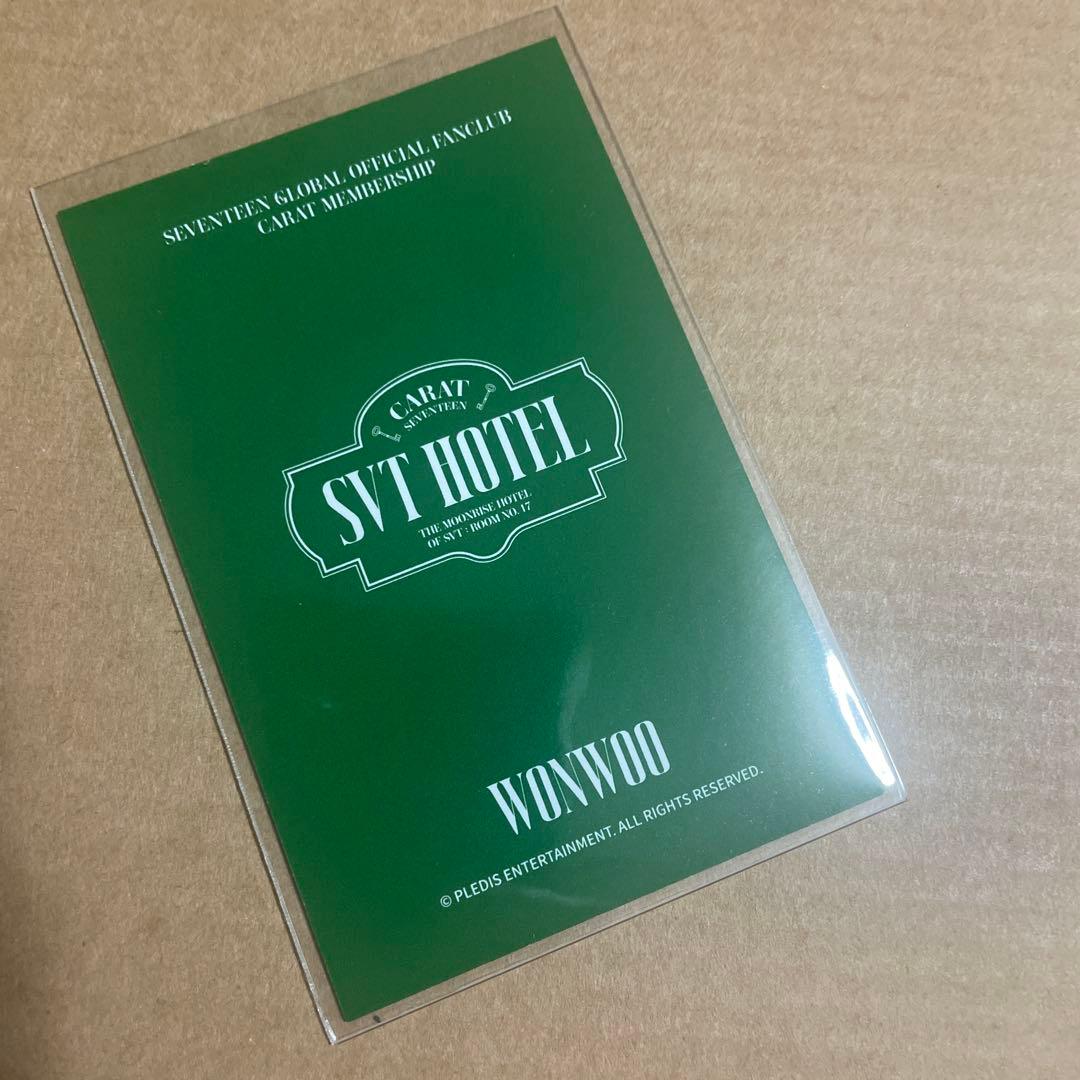 SEVENTEEN GLOBAL OFFICIAL FANCLUB
CARAT MEMBERSHIP
CARAT
SEVENTEEN
SVT HOTEL
THE MOONRISE HOTEL
OF SVT : ROOM NO. 17
WONWOO
© PLEDIS ENTERTAINMENT. ALL RIGHTS RESERVED.